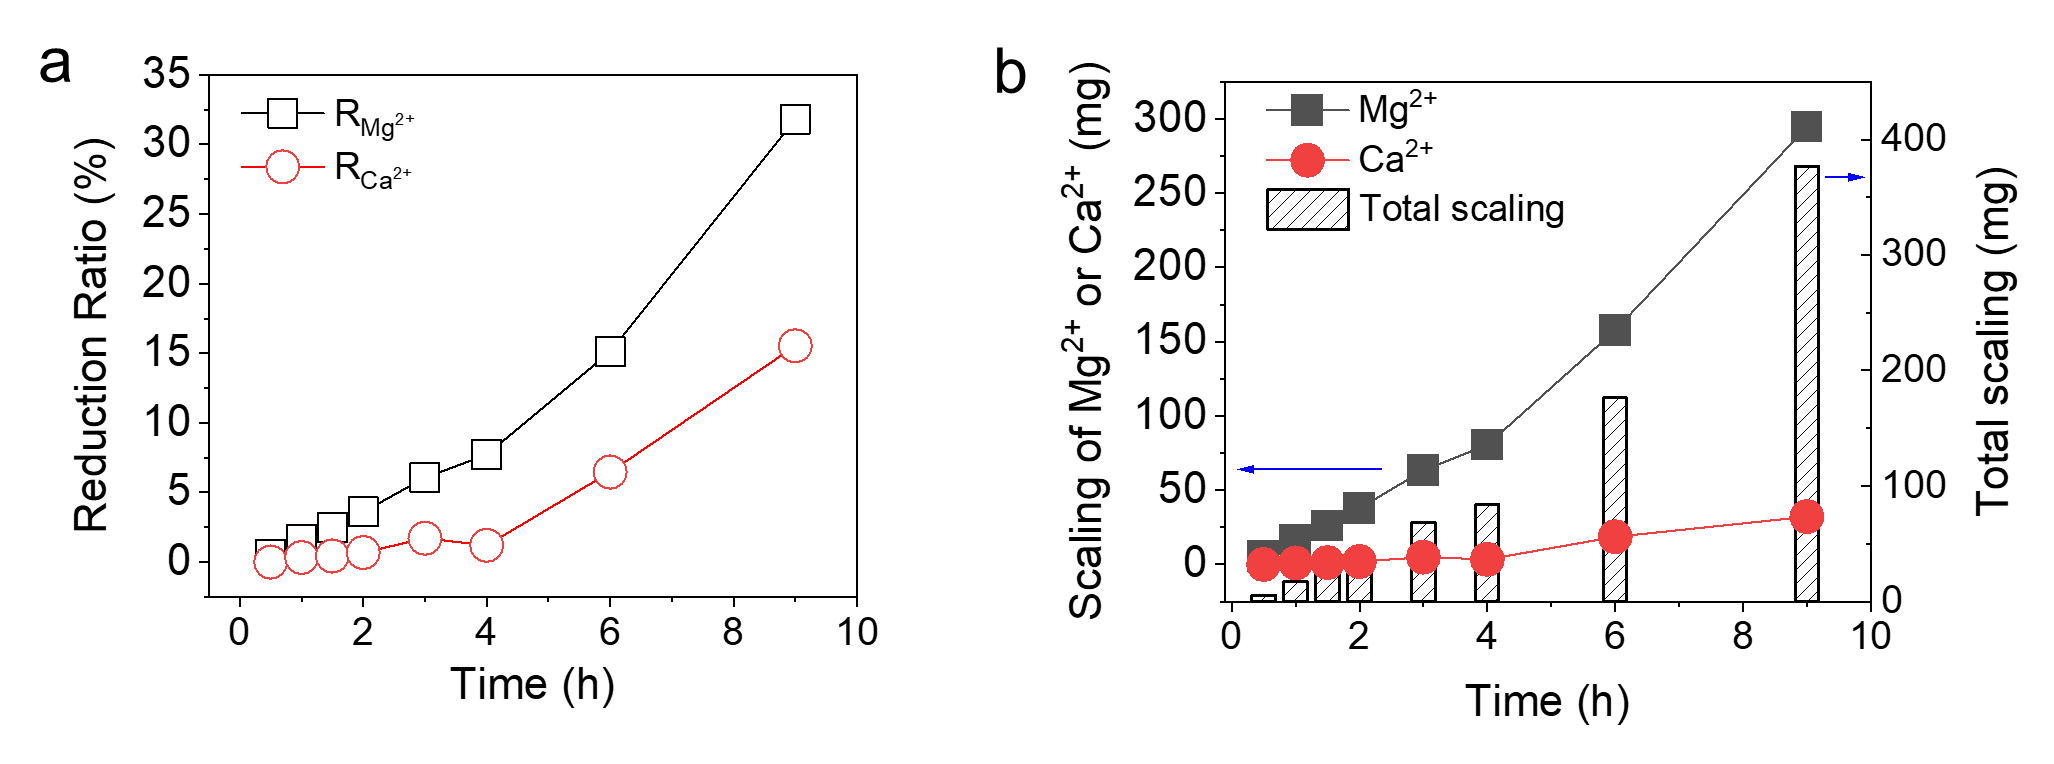 a
35
30
25
20
15
10
5
0
Reduction Ratio (%)
R_Mg²⁺
R_Ca²⁺
0 2 4 6 8 10
Time (h)
b
300
250
200
150
100
50
0
Scaling of Mg²⁺ or Ca²⁺ (mg)
Mg²⁺
Ca²⁺
Total scaling
400
300
200
100
0
Total scaling (mg)
0 2 4 6 8 10
Time (h)